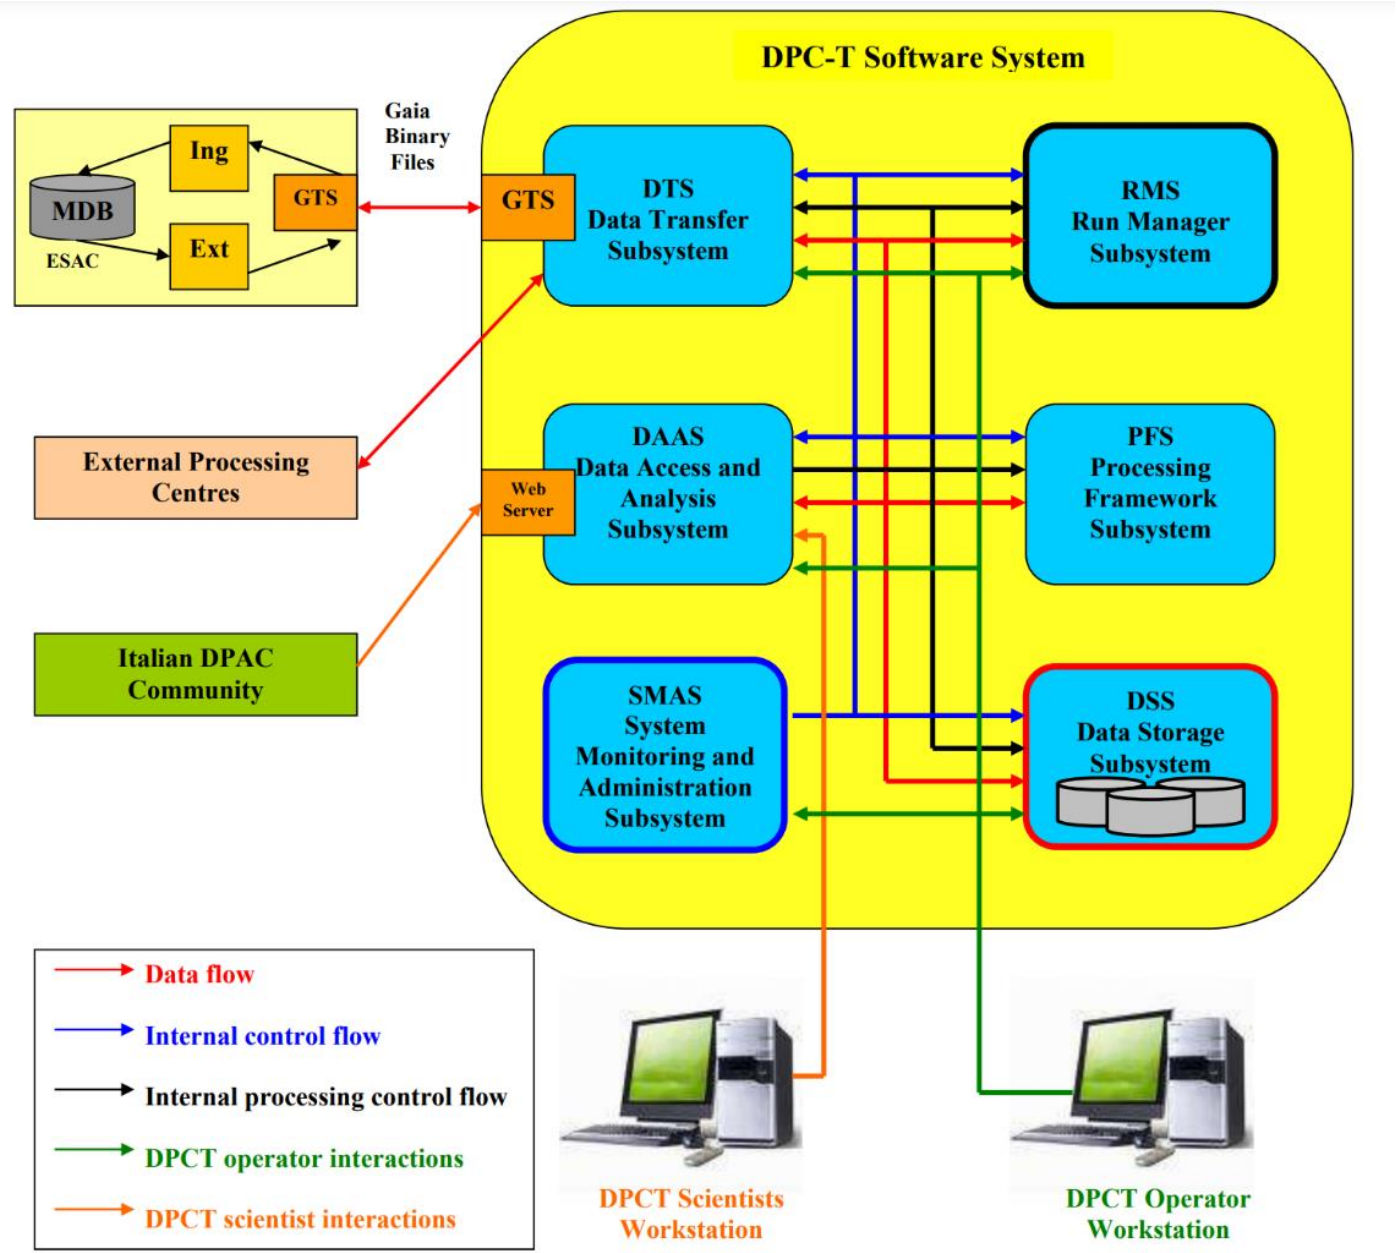 DPC-T Software System
Gaia
Binary
Files
Ing
MDB
GTS
Ext
ESAC
GTS
DTS
Data Transfer
Subsystem
RMS
Run Manager
Subsystem
External Processing
Centres
Web
Server
DAAS
Data Access and
Analysis
Subsystem
PFS
Processing
Framework
Subsystem
Italian DPAC
Community
SMAS
System
Monitoring and
Administration
Subsystem
DSS
Data Storage
Subsystem
Data flow
Internal control flow
Internal processing control flow
DPCT operator interactions
DPCT scientist interactions
DPCT Scientists
Workstation
DPCT Operator
Workstation